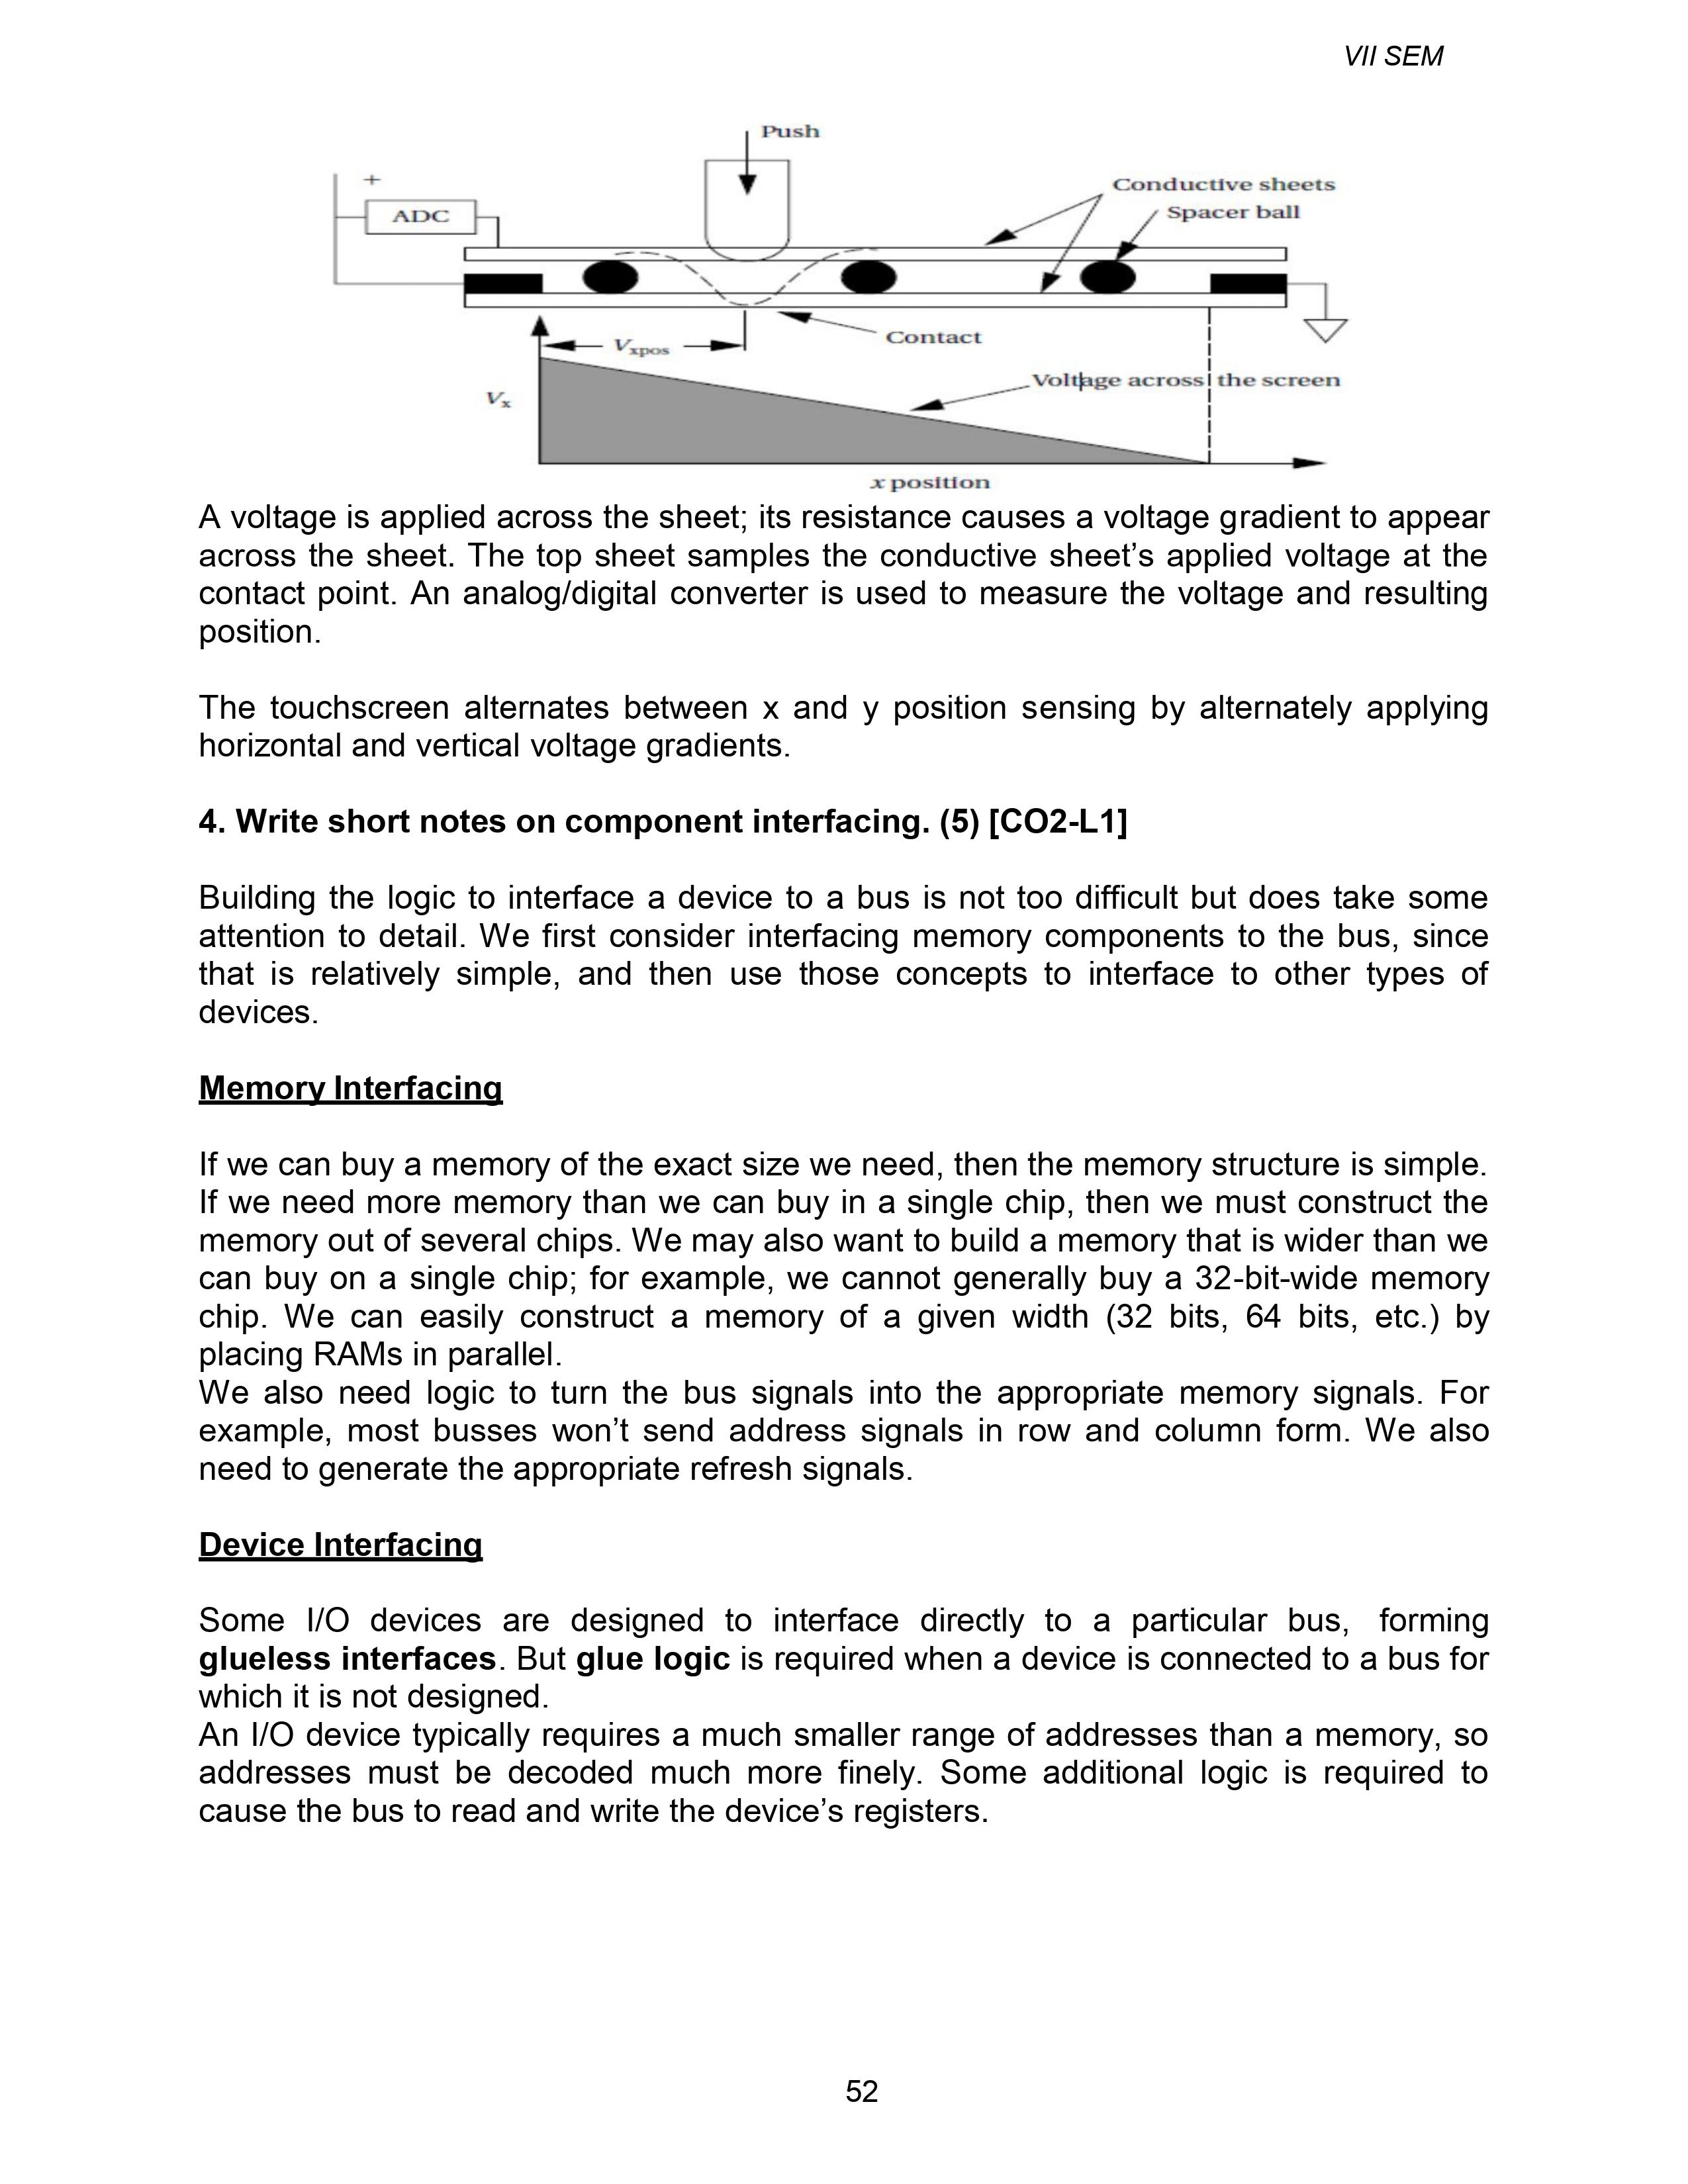 VII SEM
Push
+
ADC
Conductive sheets
Spacer ball
Contact
Vxpos
Voltage across the screen
Vx
x position
A voltage is applied across the sheet; its resistance causes a voltage gradient to appear
across the sheet. The top sheet samples the conductive sheet’s applied voltage at the
contact point. An analog/digital converter is used to measure the voltage and resulting
position.
The touchscreen alternates between x and y position sensing by alternately applying
horizontal and vertical voltage gradients.
4. Write short notes on component interfacing. (5) [CO2-L1]
Building the logic to interface a device to a bus is not too difficult but does take some
attention to detail. We first consider interfacing memory components to the bus, since
that is relatively simple, and then use those concepts to interface to other types of
devices.
Memory Interfacing
If we can buy a memory of the exact size we need, then the memory structure is simple.
If we need more memory than we can buy in a single chip, then we must construct the
memory out of several chips. We may also want to build a memory that is wider than we
can buy on a single chip; for example, we cannot generally buy a 32-bit-wide memory
chip. We can easily construct a memory of a given width (32 bits, 64 bits, etc.) by
placing RAMs in parallel.
We also need logic to turn the bus signals into the appropriate memory signals. For
example, most busses won’t send address signals in row and column form. We also
need to generate the appropriate refresh signals.
Device Interfacing
Some I/O devices are designed to interface directly to a particular bus, forming
glueless interfaces. But glue logic is required when a device is connected to a bus for
which it is not designed.
An I/O device typically requires a much smaller range of addresses than a memory, so
addresses must be decoded much more finely. Some additional logic is required to
cause the bus to read and write the device’s registers.
52